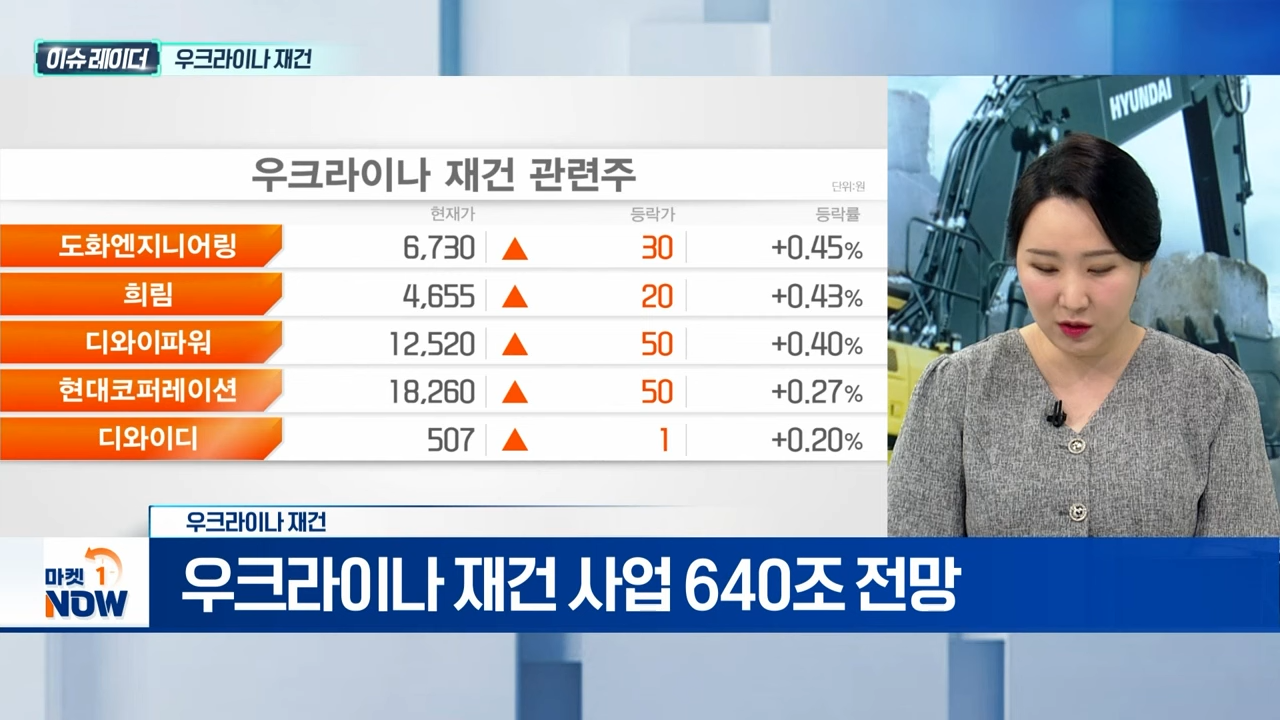 이슈 레이더 우크라이나 재건
HYUNDAI
우크라이나 재건 관련주
단위:원
현재가 등락가 등락률
도화엔지니어링 6,730 ▲ 30 +0.45%
희림 4,655 ▲ 20 +0.43%
디와이파워 12,520 ▲ 50 +0.40%
현대코퍼레이션 18,260 ▲ 50 +0.27%
디와이디 507 ▲ 1 +0.20%
우크라이나 재건
마켓 1
NOW
우크라이나 재건 사업 640조 전망